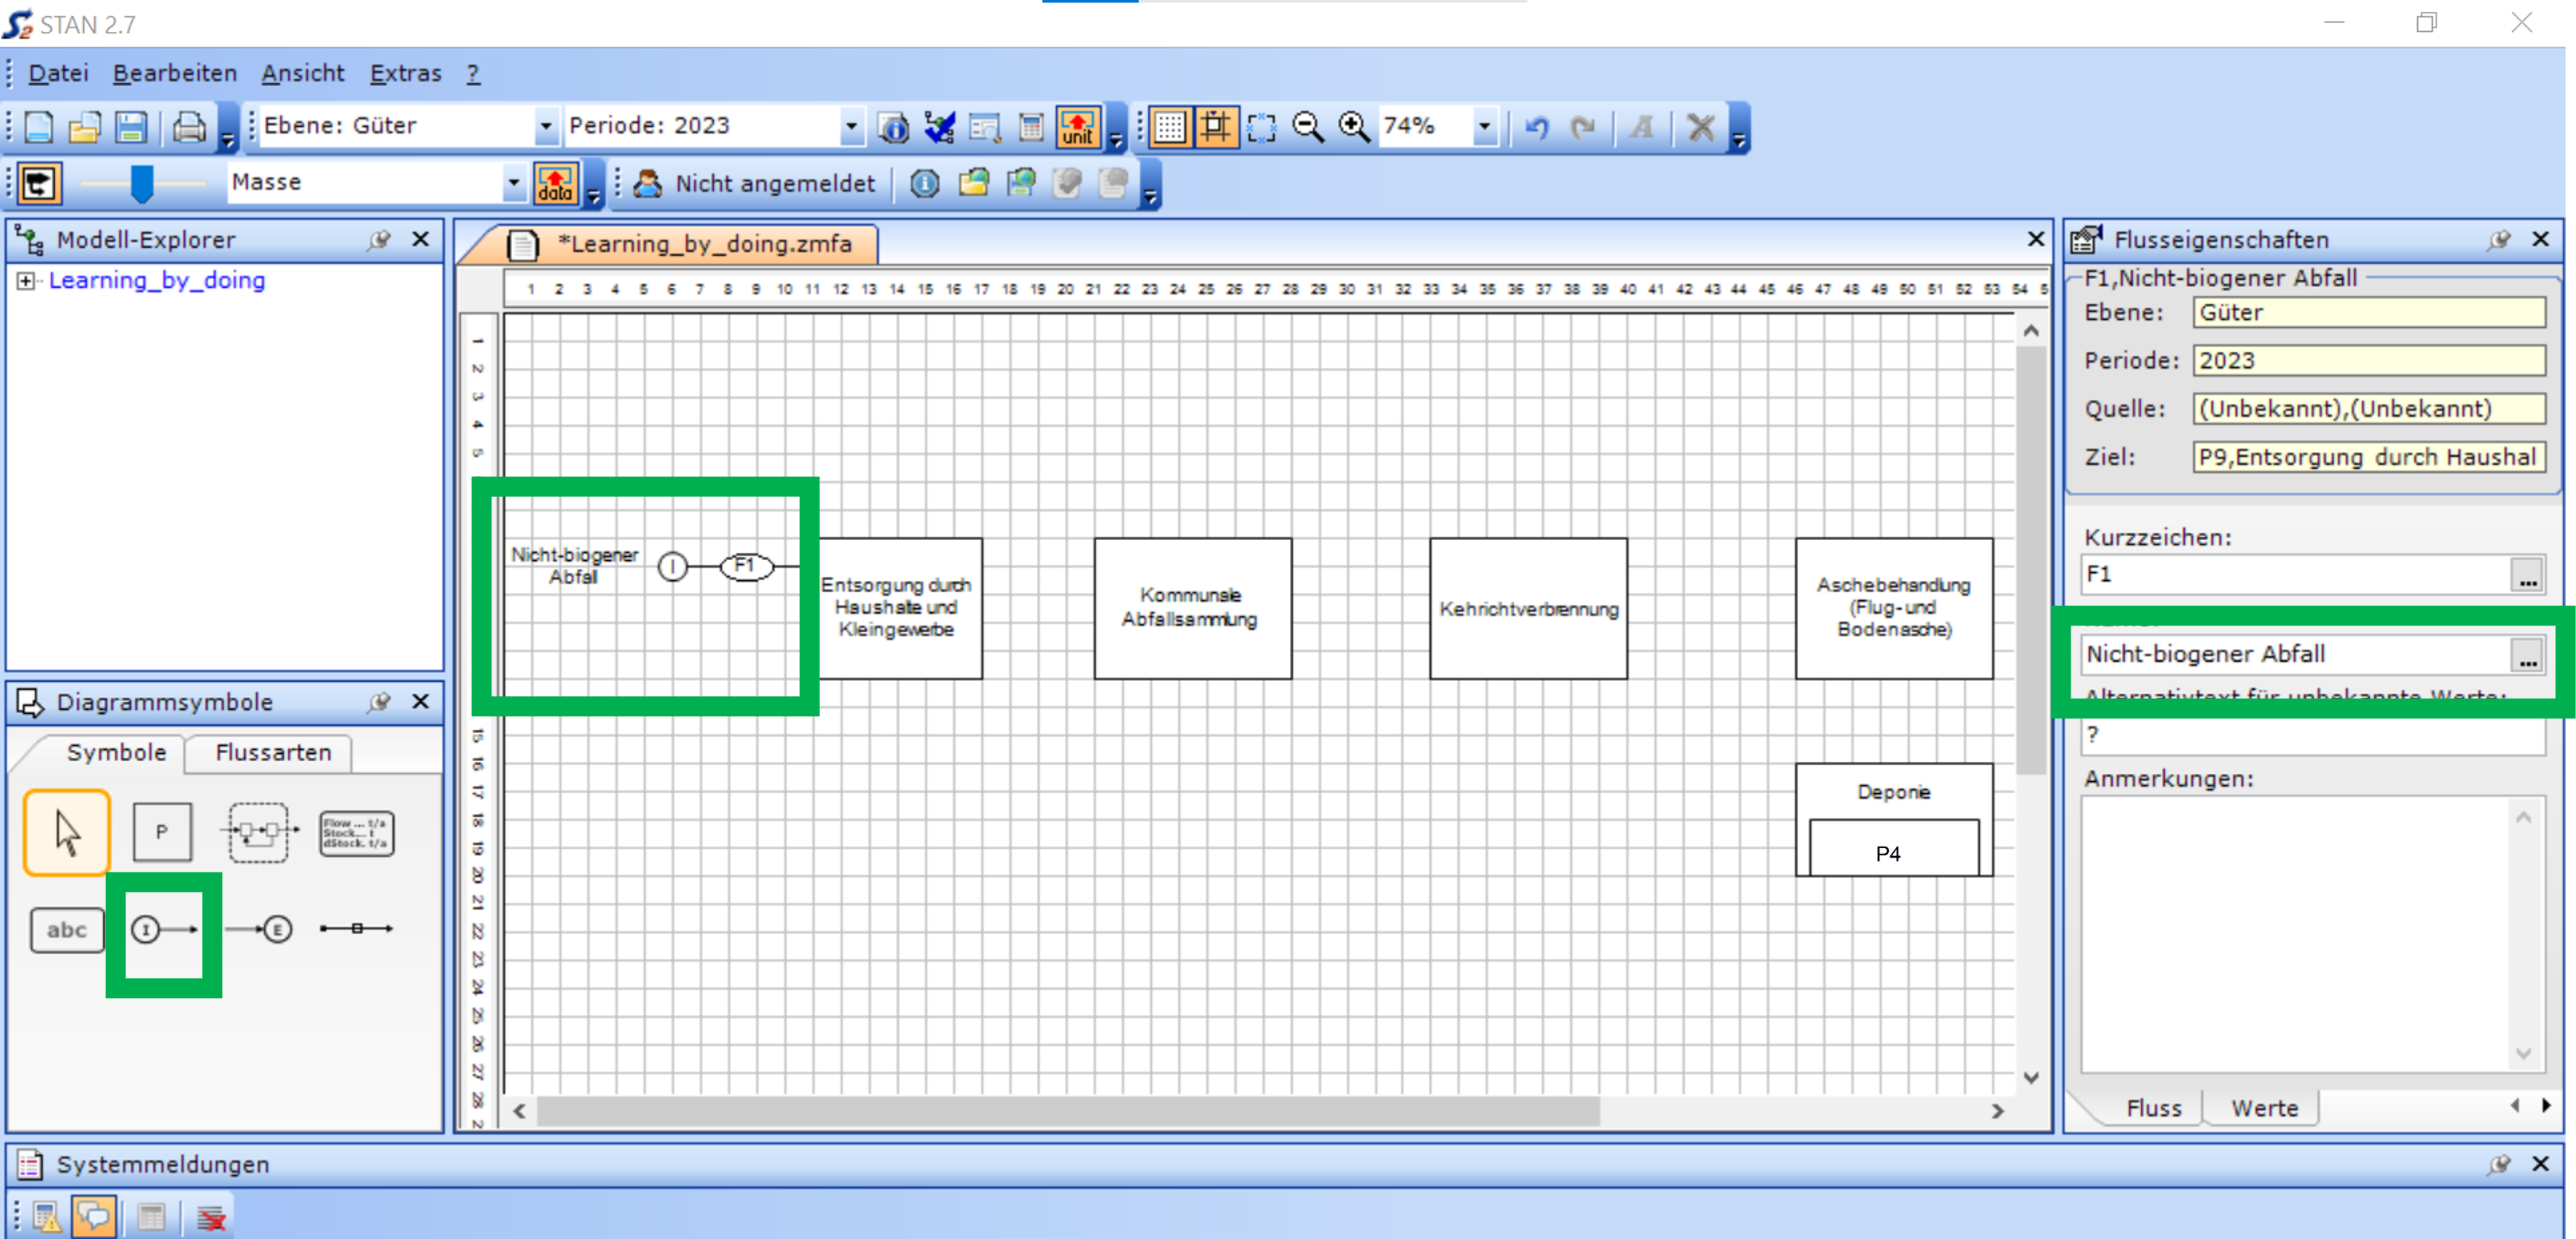 STAN 2.7
Datei Bearbeiten Ansicht Extras ?
Ebene: Güter Periode: 2023 unit 74% A
Masse data Nicht angemeldet
Modell-Explorer
Learning_by_doing
*Learning_by_doing.zmfa
1 2 3 4 5 6 7 8 9 10 11 12 13 14 15 16 17 18 19 20 21 22 23 24 25 26 27 28 29 30 31 32 33 34 35 36 37 38 39 40 41 42 43 44 45 46 47 48 49 50 51 52 53 54
1
2
3
4
5
15
16
17
18
19
20
21
22
23
24
25
26
27
28
Nicht-biogener
Abfall
I
F1
Entsorgung durch
Haushalte und
Kleingewerbe
Kommunale
Abfallsammlung
Kehrichtverbrennung
Aschebehandlung
(Flug- und
Bodenasche)
Deponie
P4
Diagrammsymbole
Symbole Flussarten
P
Flow ... t/a
Stock... t
dStock. t/a
abc
I
E
Flusseigenschaften
F1,Nicht-biogener Abfall
Ebene: Güter
Periode: 2023
Quelle: (Unbekannt),(Unbekannt)
Ziel: P9,Entsorgung durch Haushal
Kurzzeichen:
F1 ...
Nicht-biogener Abfall ...
Alternativtext für unbekannte Werte:
?
Anmerkungen:
Fluss Werte
Systemmeldungen